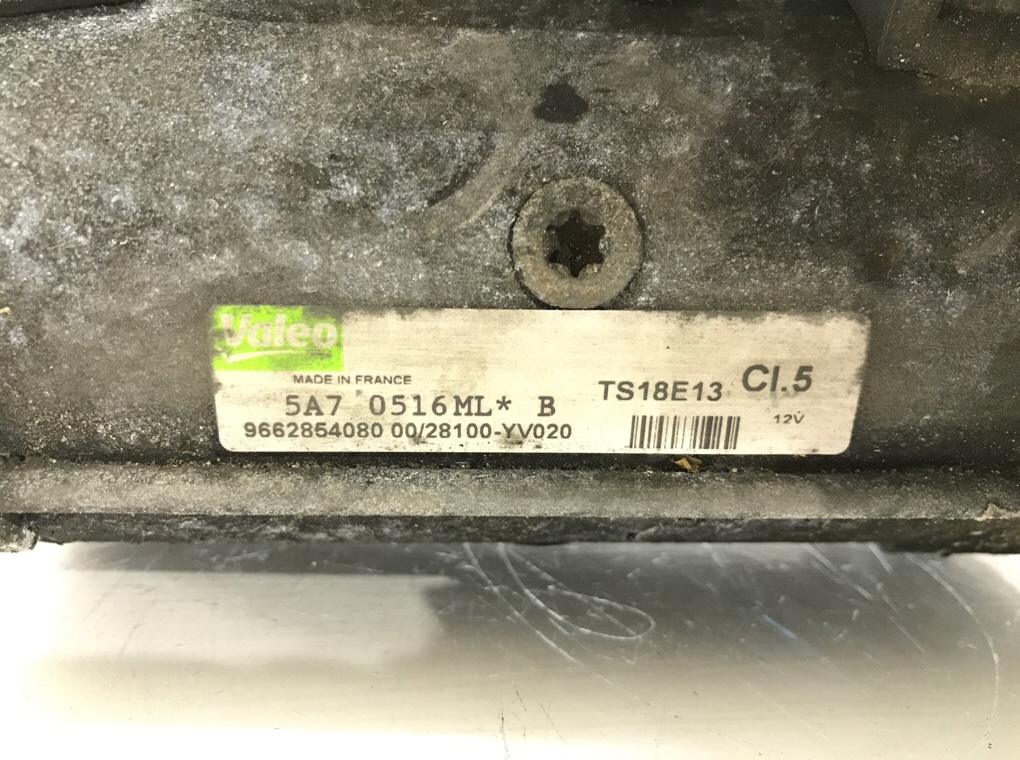 Valeo
MADE IN FRANCE
TS18E13 Cl.5
5A7 0516ML* B
12V
9662854080 00/28100-YV020